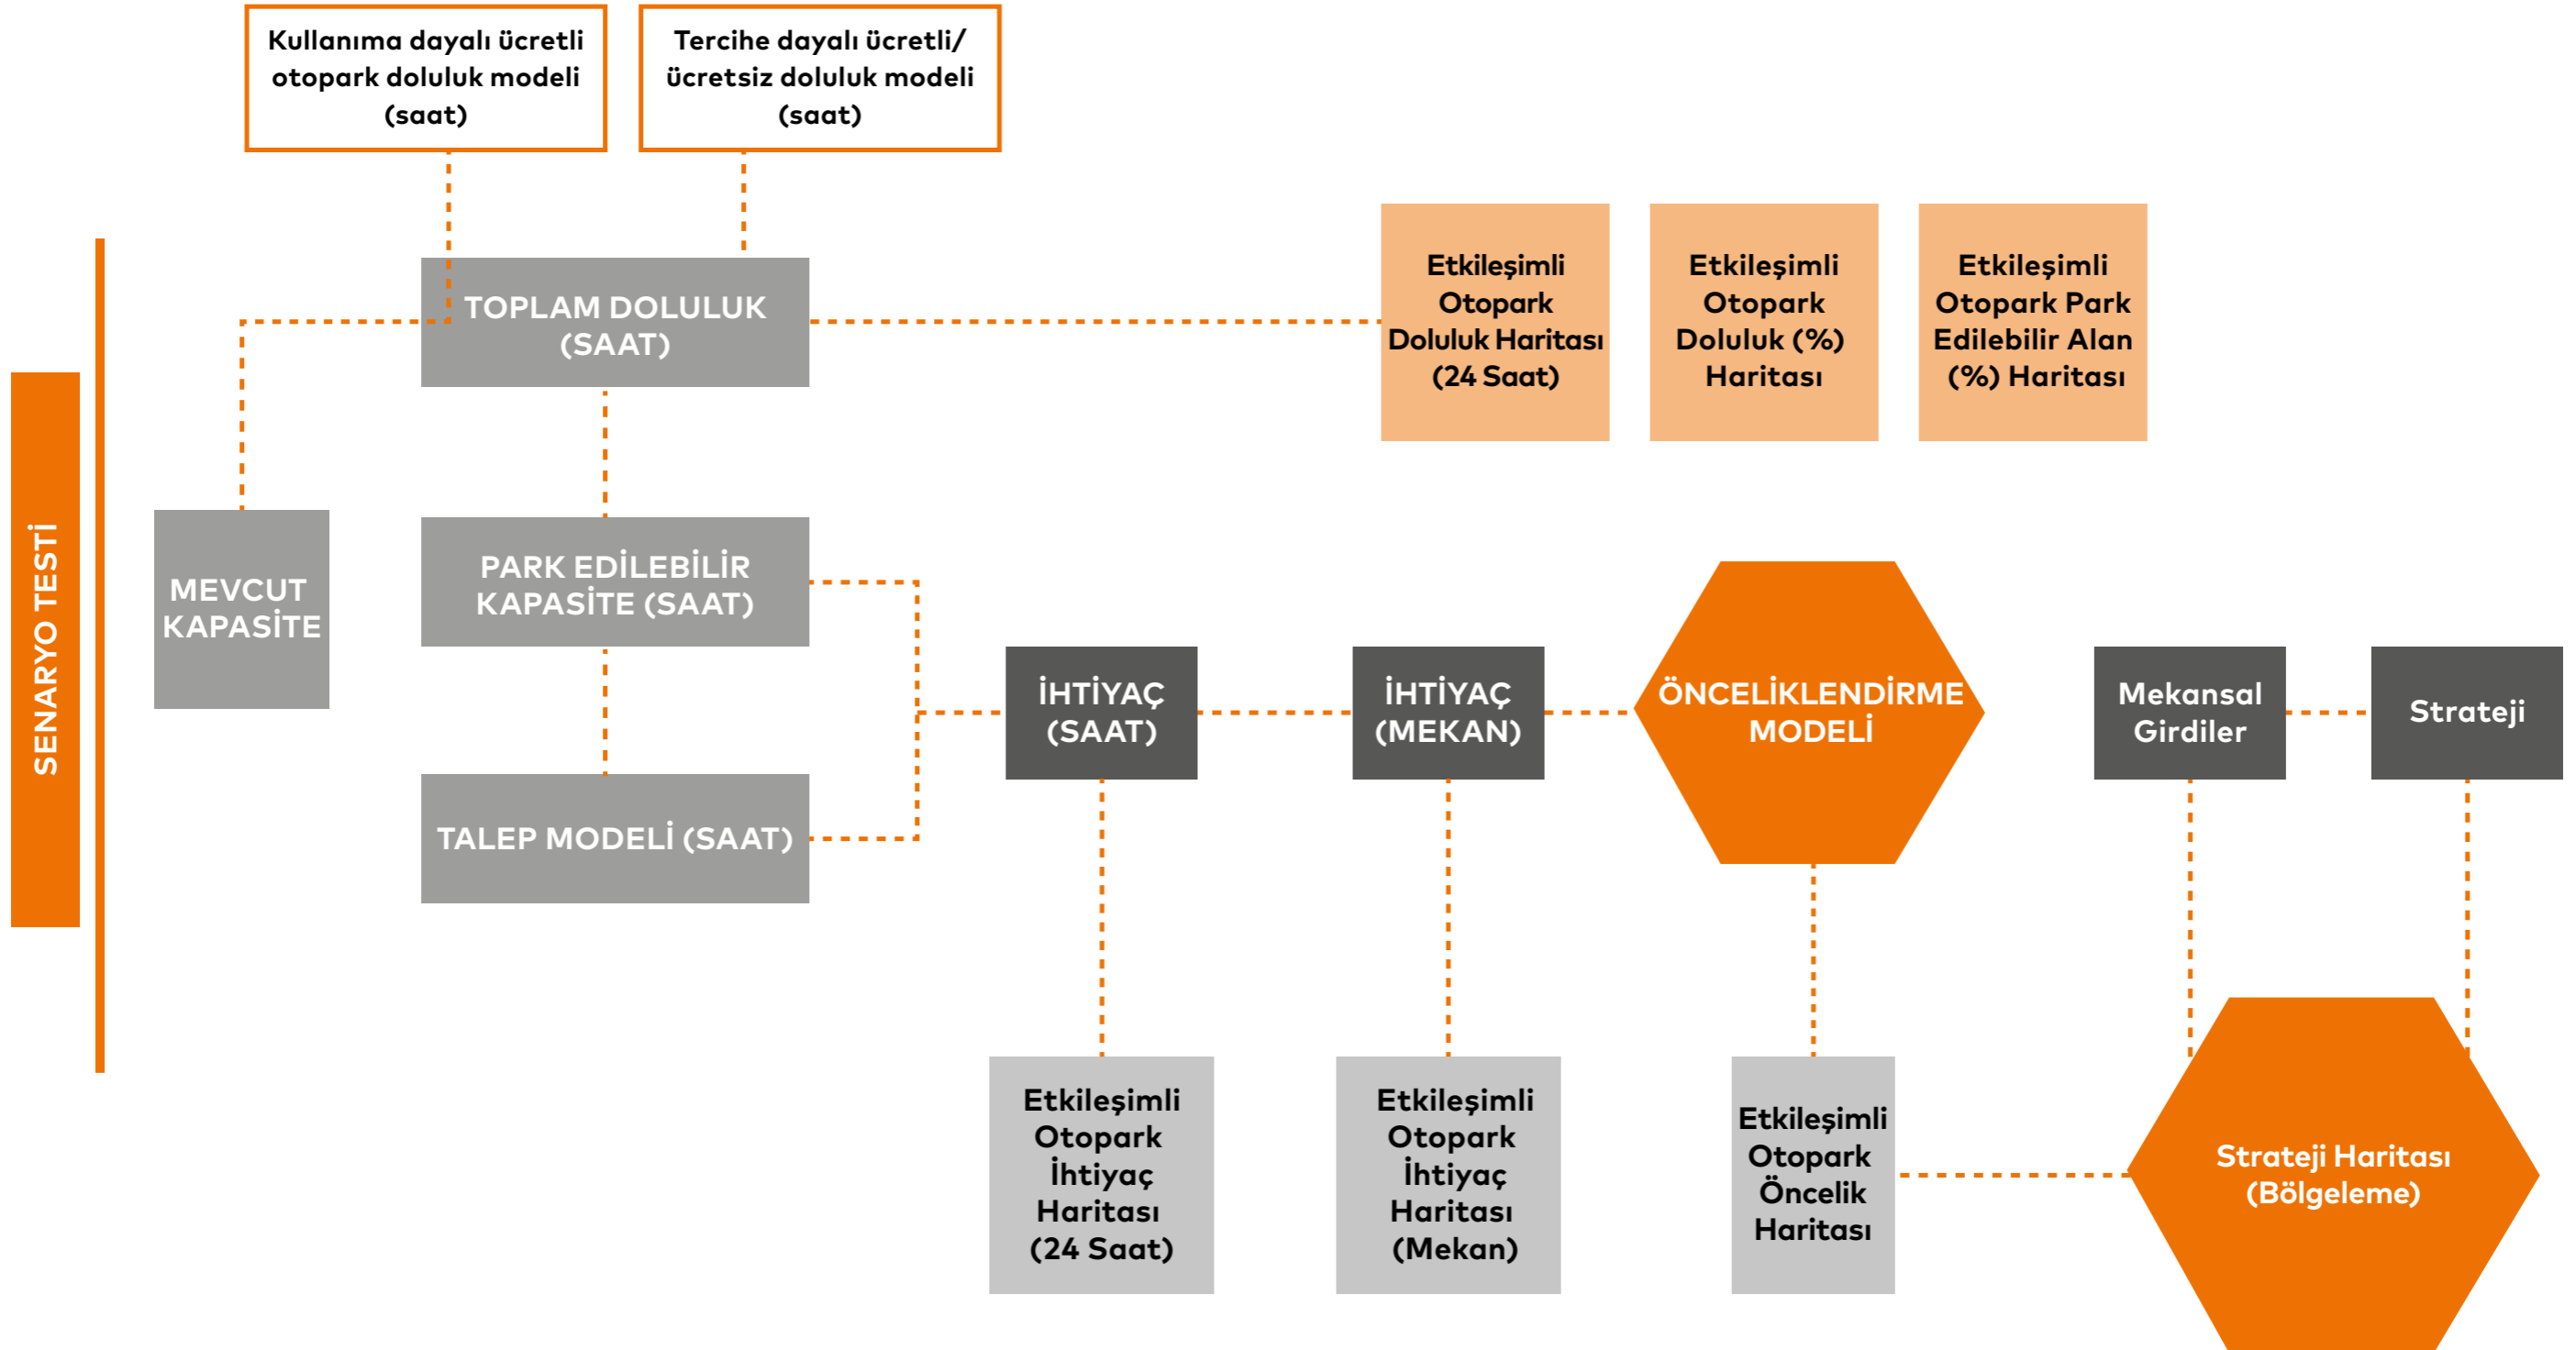 Kullanıma dayalı ücretli
otopark doluluk modeli
(saat)
Tercihe dayalı ücretli/
ücretsiz doluluk modeli
(saat)
SENARYO TESTİ
TOPLAM DOLULUK
(SAAT)
Etkileşimli
Otopark
Doluluk Haritası
(24 Saat)
Etkileşimli
Otopark
Doluluk (%)
Haritası
Etkileşimli
Otopark Park
Edilebilir Alan
(%) Haritası
MEVCUT
KAPASİTE
PARK EDİLEBİLİR
KAPASİTE (SAAT)
TALEP MODELİ (SAAT)
İHTİYAÇ
(SAAT)
İHTİYAÇ
(MEKAN)
ÖNCELİKLENDİRME
MODELİ
Mekansal
Girdiler
Strateji
Etkileşimli
Otopark
İhtiyaç
Haritası
(24 Saat)
Etkileşimli
Otopark
İhtiyaç
Haritası
(Mekan)
Etkileşimli
Otopark
Öncelik
Haritası
Strateji Haritası
(Bölgeleme)